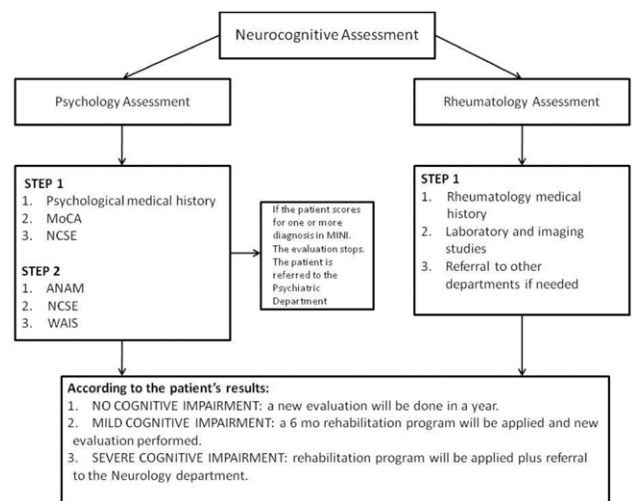 Neurocognitive Assessment
Psychology Assessment
Rheumatology Assessment
STEP 1
1. Psychological medical history
2. MoCA
3. NCSE
STEP 2
1. ANAM
2. NCSE
3. WAIS
If the patient scores
for one or more
diagnosis in MINI.
The evaluation stops.
The patient is
referred to the
Psychiatric
Department
STEP 1
1. Rheumatology medical
history
2. Laboratory and imaging
studies
3. Referral to other
departments if needed
According to the patient's results:
1. NO COGNITIVE IMPAIRMENT: a new evaluation will be done in a year.
2. MILD COGNITIVE IMPAIRMENT: a 6 mo rehabilitation program will be applied and new
evaluation performed.
3. SEVERE COGNITIVE IMPAIRMENT: rehabilitation program will be applied plus referral
to the Neurology department.